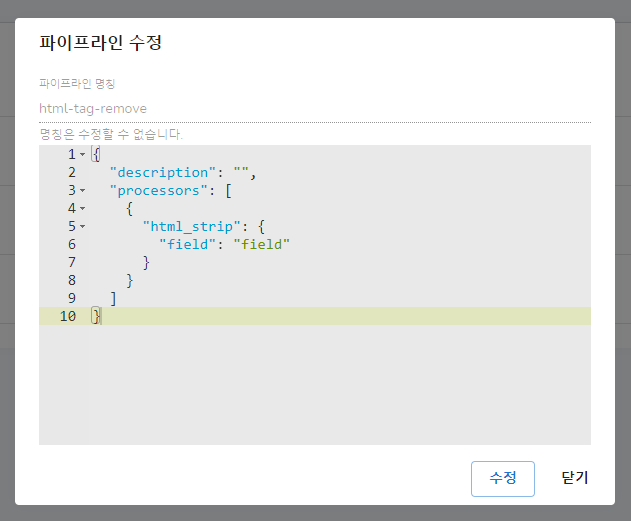 파이프라인 수정
파이프라인 명칭
html-tag-remove
명칭은 수정할 수 없습니다.
1 {
2   "description": "",
3   "processors": [
4     {
5       "html_strip": {
6         "field": "field"
7       }
8     }
9   ]
10 }
수정 닫기